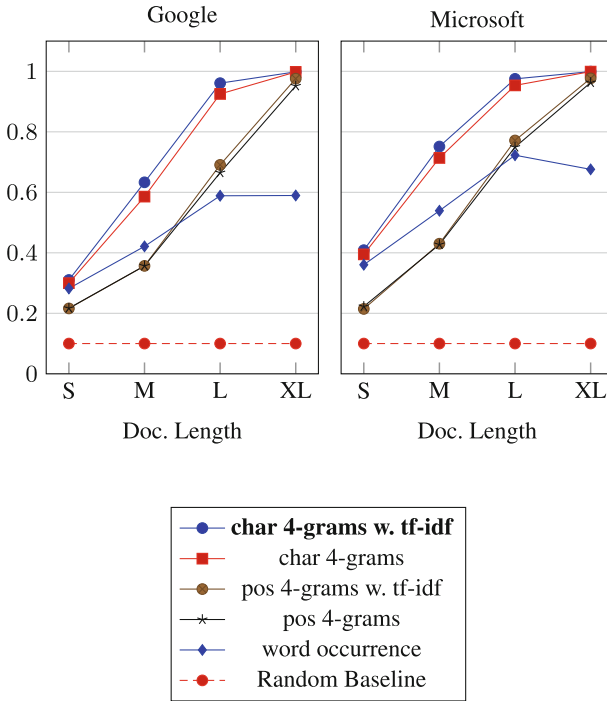 Google
Microsoft
1
0.8
0.6
0.4
0.2
0
S M L XL
S M L XL
Doc. Length
Doc. Length
char 4-grams w. tf-idf
char 4-grams
pos 4-grams w. tf-idf
pos 4-grams
word occurrence
Random Baseline